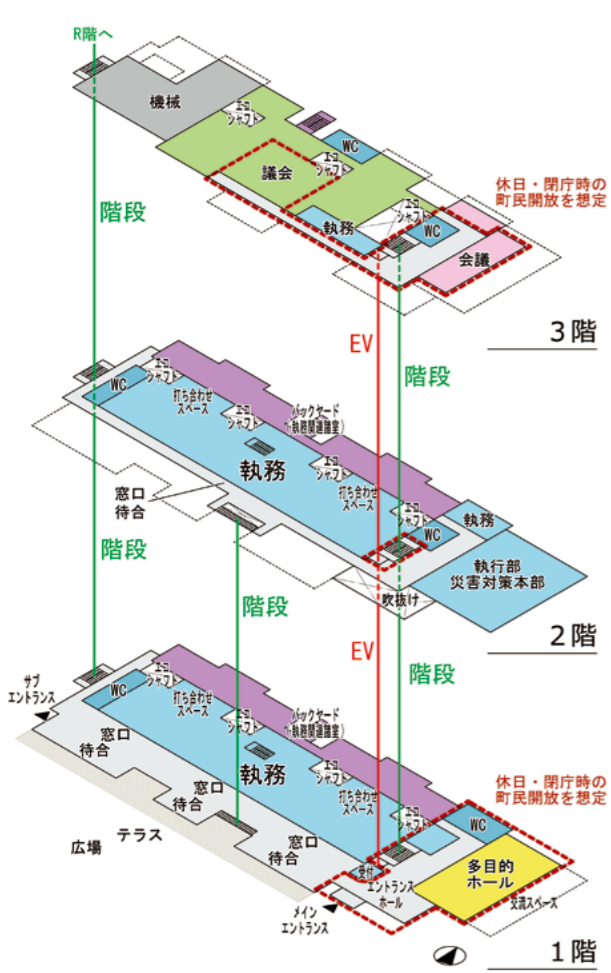 R階へ
機械
エコ
シャフト
WC
議会
エコ
シャフト
休日・閉庁時の
町民開放を想定
階段
執務
エコ
シャフト
WC
会議
3階
EV
階段
WC
エコ
シャフト
打ち合わせ
スペース
エコ
シャフト
バックヤード
(執務関連諸室)
執務
エコ
シャフト
打ち合わせ
スペース
窓口
待合
エコ
シャフト
WC
執務
執行部
災害対策本部
階段
吹抜け
階段
2階
EV
階段
サブ
エントランス
WC
エコ
シャフト
打ち合わせ
スペース
エコ
シャフト
バックヤード
(執務関連諸室)
窓口
待合
執務
エコ
シャフト
打ち合わせ
スペース
窓口
待合
休日・閉庁時の
町民開放を想定
エコ
シャフト
WC
広場
テラス
窓口
待合
受付
エントランス
ホール
多目的
ホール
交流スペース
メイン
エントランス
1階